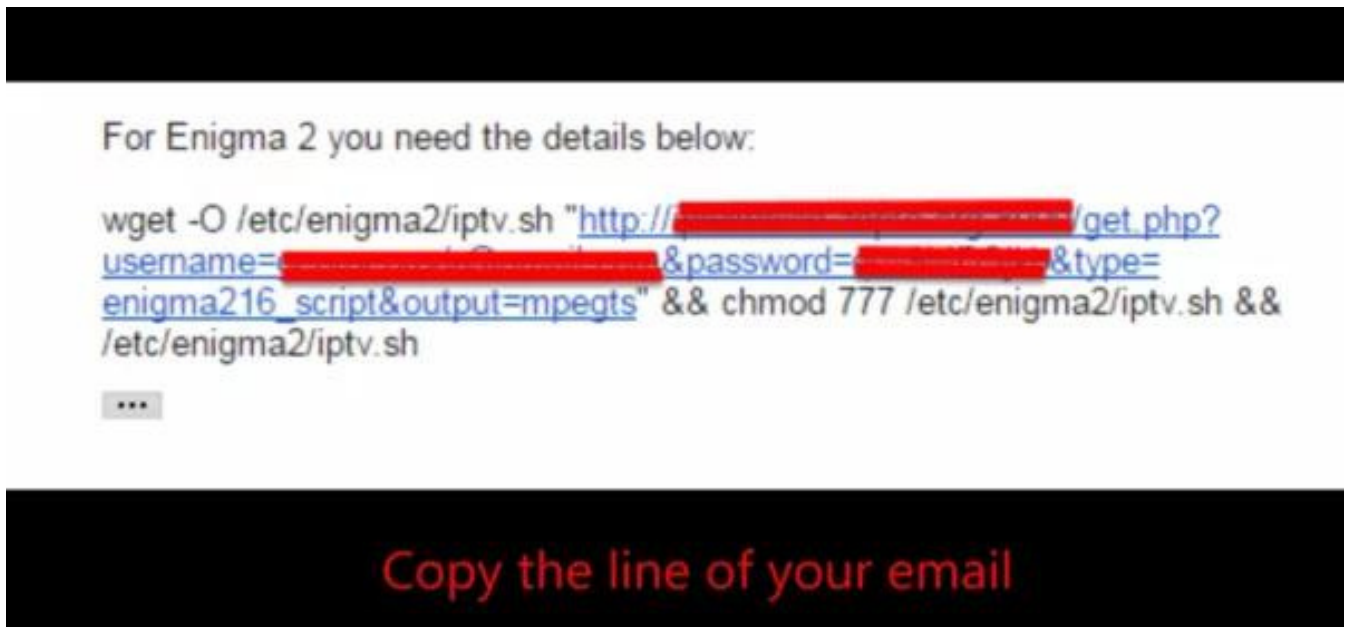 For Enigma 2 you need the details below:
wget -O /etc/enigma2/iptv.sh "http:///get.php?
username=&password=&type=
enigma216_script&output=mpegts" && chmod 777 /etc/enigma2/iptv.sh &&
/etc/enigma2/iptv.sh
...
Copy the line of your email